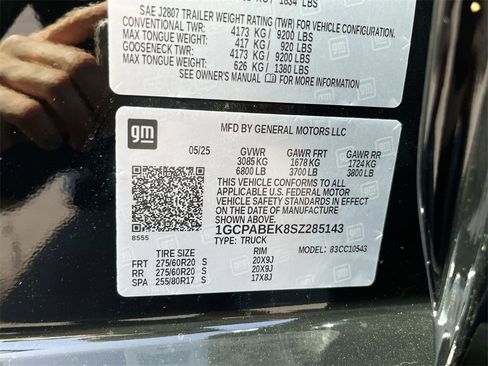 1834 LBS
SAE J2807 TRAILER WEIGHT RATING (TWR) FOR VEHICLE CONFIGURATION.
CONVENTIONAL TWR: 4173 KG / 9200 LBS
MAX TONGUE WEIGHT: 417 KG / 920 LBS
GOOSENECK TWR: 4173 KG / 9200 LBS
MAX TONGUE WEIGHT: 626 KG / 1380 LBS
SEE OWNER'S MANUAL FOR MORE INFORMATION
gm
MFD BY GENERAL MOTORS LLC
05/25 GVWR GAWR FRT GAWR RR
3085 KG 1678 KG 1724 KG
6800 LB 3700 LB 3800 LB
THIS VEHICLE CONFORMS TO ALL
APPLICABLE U.S. FEDERAL MOTOR
VEHICLE SAFETY STANDARDS IN EFFECT
ON THE DATE OF MANUFACTURE SHOWN ABOVE.
1GCPABEK8SZ285143
8555 TYPE: TRUCK MODEL: 83CC10543
TIRE SIZE RIM
FRT 275/60R20 S 20X9J
RR 275/60R20 S 20X9J
SPA 255/80R17 S 17X8J